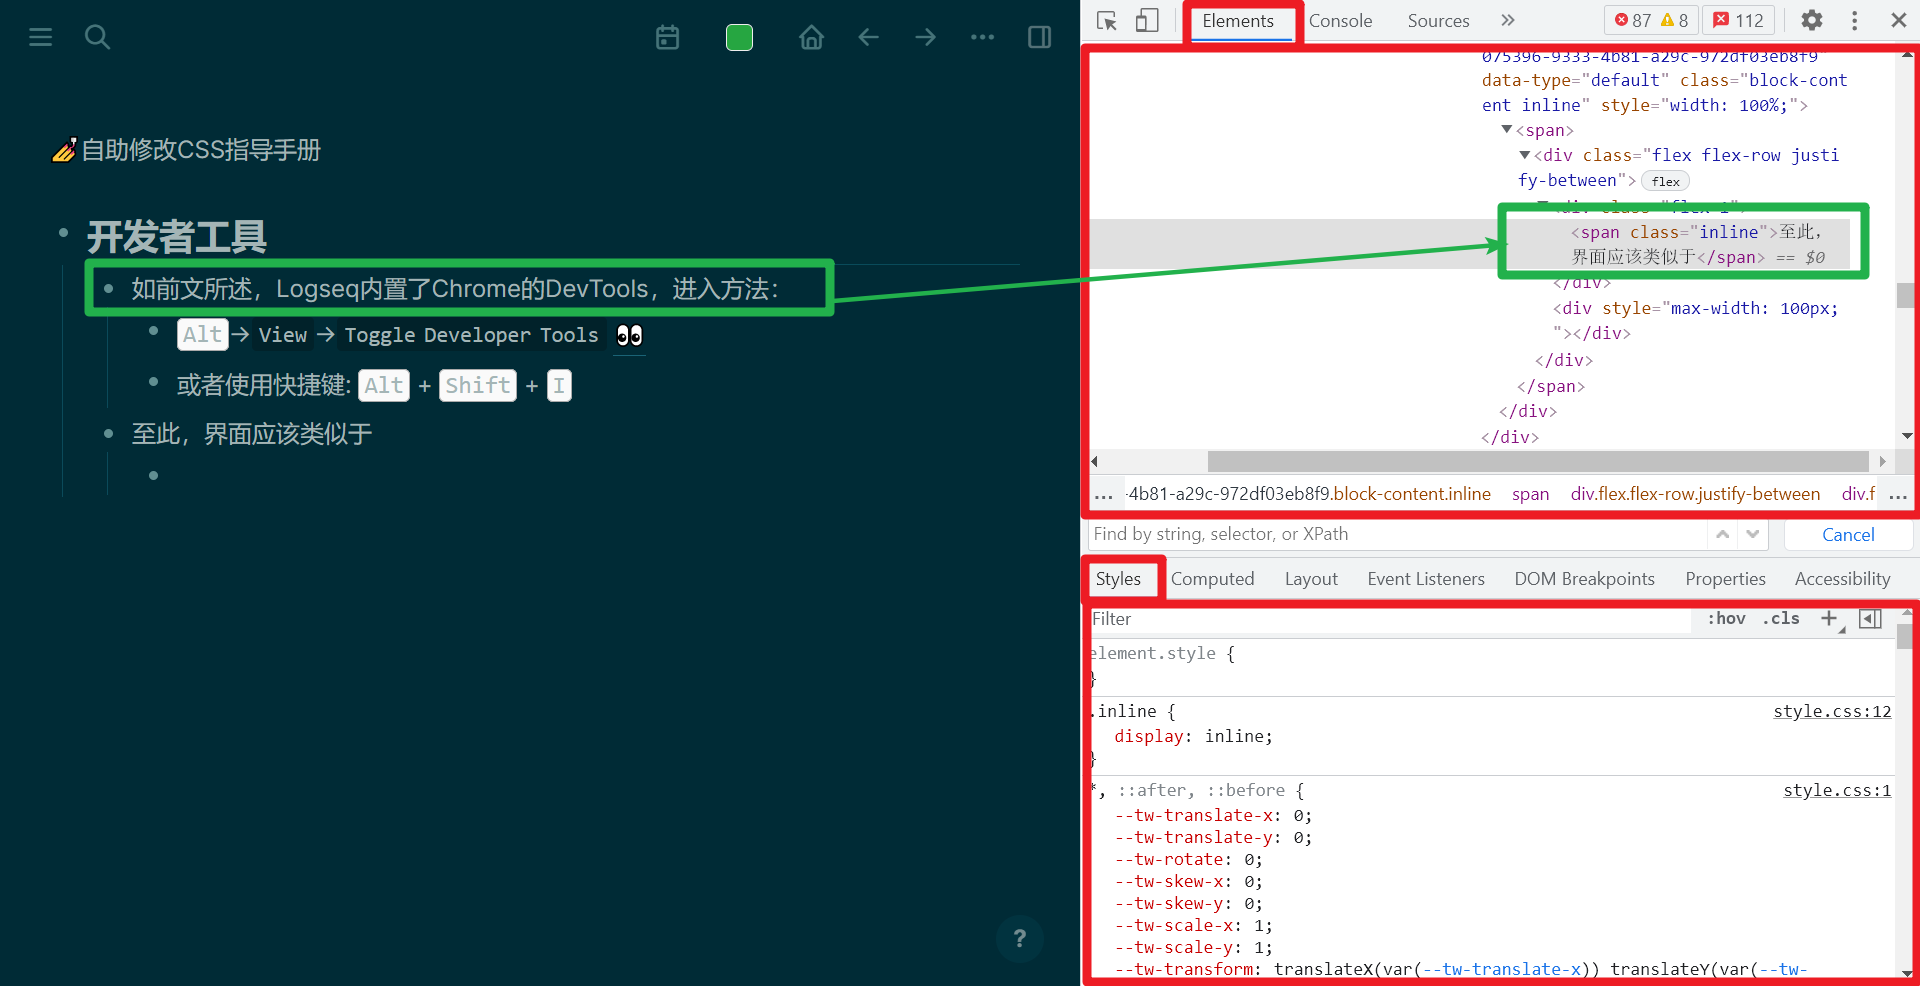 自助修改CSS指导手册
开发者工具
如前文所述，Logseq内置了Chrome的DevTools，进入方法：
Alt → View → Toggle Developer Tools
或者使用快捷键: Alt + Shift + I
至此，界面应该类似于
?
Elements Console Sources » 87 8 112
075396-9333-4b81-a29c-972df03eb8f9"
data-type="default" class="block-cont
ent inline" style="width: 100%;">
<span>
<div class="flex flex-row justi
fy-between"> flex
<div class="flex-1">
<span class="inline">至此，
界面应该类似于</span> == $0
</div>
<div style="max-width: 100px;
"></div>
</div>
</span>
</div>
</div>
... -4b81-a29c-972df03eb8f9.block-content.inline span div.flex.flex-row.justify-between div.f ...
Find by string, selector, or XPath Cancel
Styles Computed Layout Event Listeners DOM Breakpoints Properties Accessibility
Filter :hov .cls +
element.style {
}
.inline { style.css:12
display: inline;
}
*, ::after, ::before { style.css:1
--tw-translate-x: 0;
--tw-translate-y: 0;
--tw-rotate: 0;
--tw-skew-x: 0;
--tw-skew-y: 0;
--tw-scale-x: 1;
--tw-scale-y: 1;
--tw-transform: translateX(var(--tw-translate-x)) translateY(var(--tw-